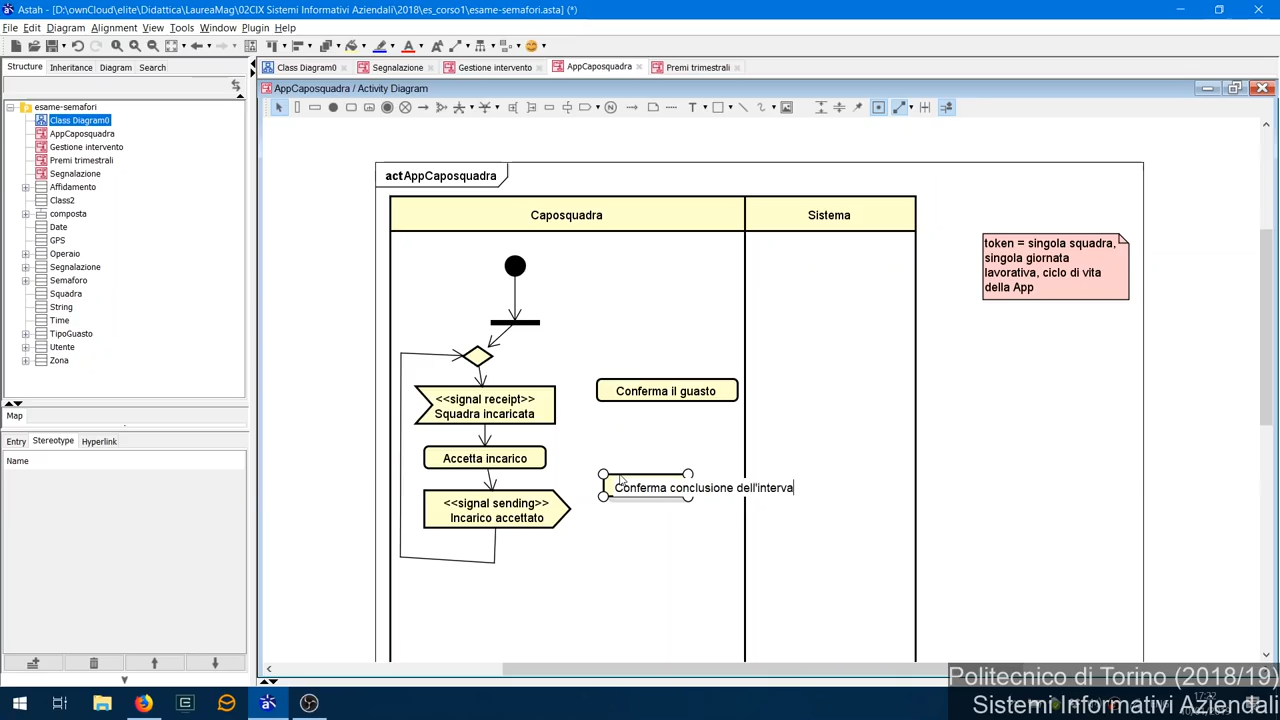 Astah - [D:\ownCloud\elite\Didattica\LaureaMag\02CIX Sistemi Informativi Aziendali\2018\es_corso1\esame-semafori.asta] (*)
File Edit Diagram Alignment View Tools Window Plugin Help
Structure Inheritance Diagram Search
Class Diagram0 Segnalazione Gestione intervento AppCaposquadra Premi trimestrali
AppCaposquadra / Activity Diagram
esame-semafori
Class Diagram0
AppCaposquadra
Gestione intervento
Premi trimestrali
Segnalazione
Affidamento
Class2
composta
Date
GPS
Operaio
Segnalazione
Semaforo
Squadra
String
Time
TipoGuasto
Utente
Zona
Map
Entry Stereotype Hyperlink
Name
act AppCaposquadra
Caposquadra Sistema
token = singola squadra,
singola giornata
lavorativa, ciclo di vita
della App
<<signal receipt>>
Squadra incaricata
Conferma il guasto
Accetta incarico
<<signal sending>>
Incarico accettato
Conferma conclusione dell'interva
Politecnico di Torino (2018/19)
17:22
Sistemi Informativi Aziendali